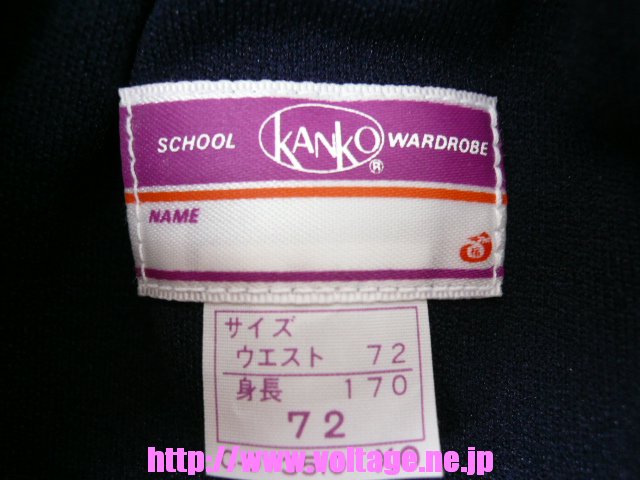 SCHOOL KANKO® WARDROBE
NAME
サイズ
ウエスト 72
身長 170
72
http://www.voltage.ne.jp